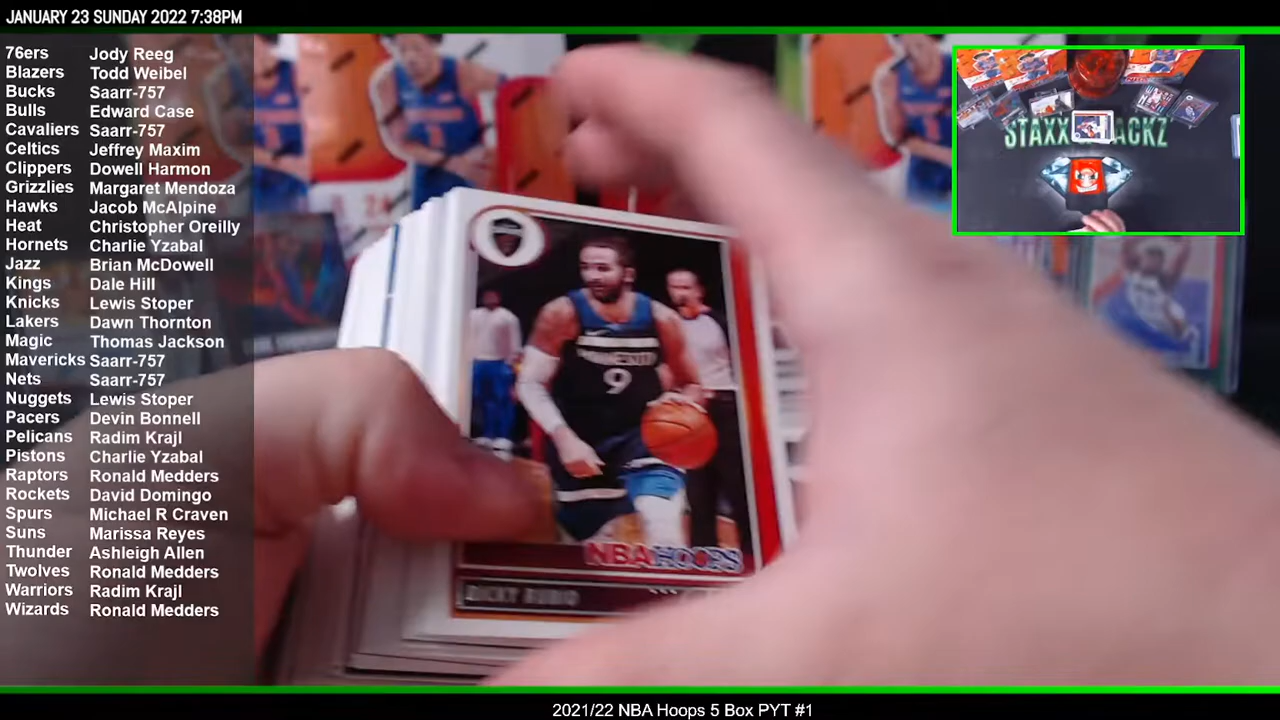 JANUARY 23 SUNDAY 2022 7:38PM
76ers Jody Reeg
Blazers Todd Weibel
Bucks Saarr-757
Bulls Edward Case
Cavaliers Saarr-757
Celtics Jeffrey Maxim
Clippers Dowell Harmon
Grizzlies Margaret Mendoza
Hawks Jacob McAlpine
Heat Christopher Oreilly
Hornets Charlie Yzabal
Jazz Brian McDowell
Kings Dale Hill
Knicks Lewis Stoper
Lakers Dawn Thornton
Magic Thomas Jackson
Mavericks Saarr-757
Nets Saarr-757
Nuggets Lewis Stoper
Pacers Devin Bonnell
Pelicans Radim Krajl
Pistons Charlie Yzabal
Raptors Ronald Medders
Rockets David Domingo
Spurs Michael R Craven
Suns Marissa Reyes
Thunder Ashleigh Allen
Twolves Ronald Medders
Warriors Radim Krajl
Wizards Ronald Medders
9
NBA HOOPS
RICKY RUBIO
2021/22 NBA Hoops 5 Box PYT #1